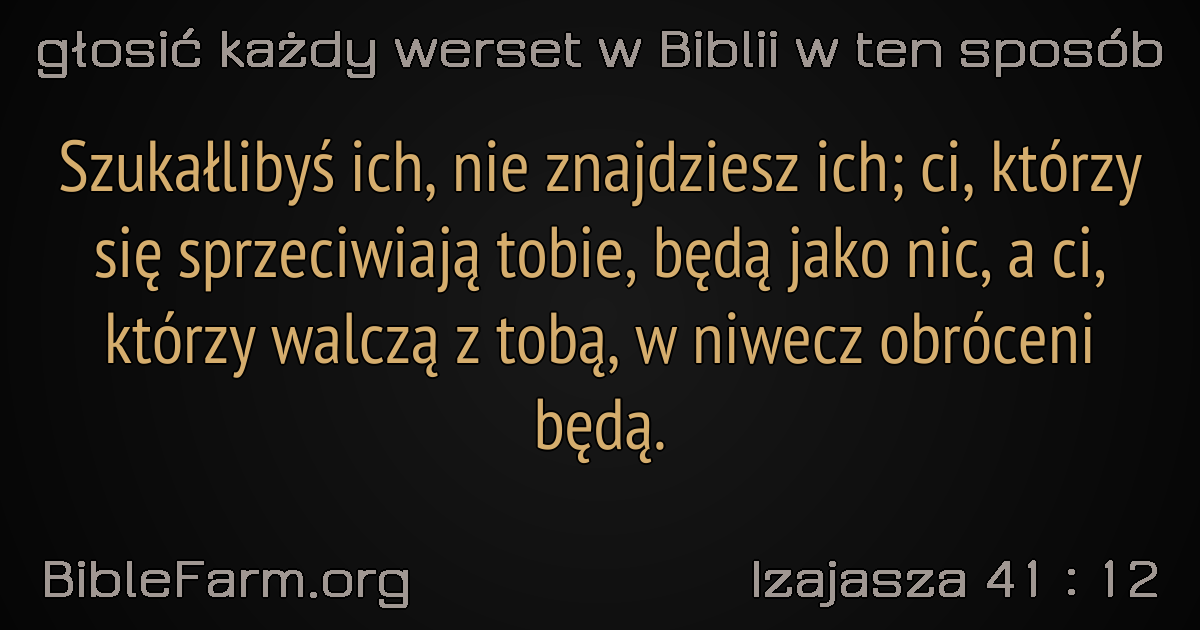 głosić każdy werset w Biblii w ten sposób
Szukałlibyś ich, nie znajdziesz ich; ci, którzy
się sprzeciwiają tobie, będą jako nic, a ci,
którzy walczą z tobą, w niwecz obróceni
będą.
BibleFarm.org
Izajasza 41 : 12